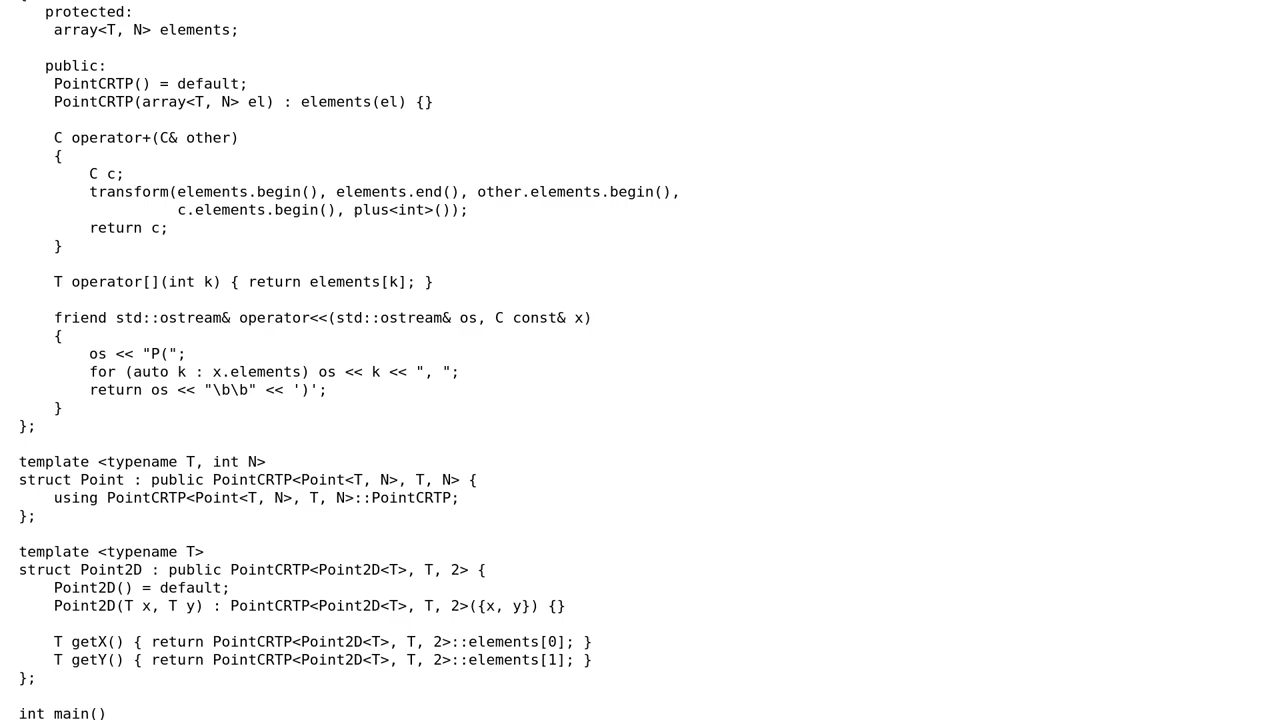 protected:
array<T, N> elements;
public:
PointCRTP() = default;
PointCRTP(array<T, N> el) : elements(el) {}
C operator+(C& other)
{
C c;
transform(elements.begin(), elements.end(), other.elements.begin(),
c.elements.begin(), plus<int>());
return c;
}
T operator[](int k) { return elements[k]; }
friend std::ostream& operator<<(std::ostream& os, C const& x)
{
os << "P(";
for (auto k : x.elements) os << k << ", ";
return os << "\b\b" << ')';
}
};
template <typename T, int N>
struct Point : public PointCRTP<Point<T, N>, T, N> {
using PointCRTP<Point<T, N>, T, N>::PointCRTP;
};
template <typename T>
struct Point2D : public PointCRTP<Point2D<T>, T, 2> {
Point2D() = default;
Point2D(T x, T y) : PointCRTP<Point2D<T>, T, 2>({x, y}) {}
T getX() { return PointCRTP<Point2D<T>, T, 2>::elements[0]; }
T getY() { return PointCRTP<Point2D<T>, T, 2>::elements[1]; }
};
int main()